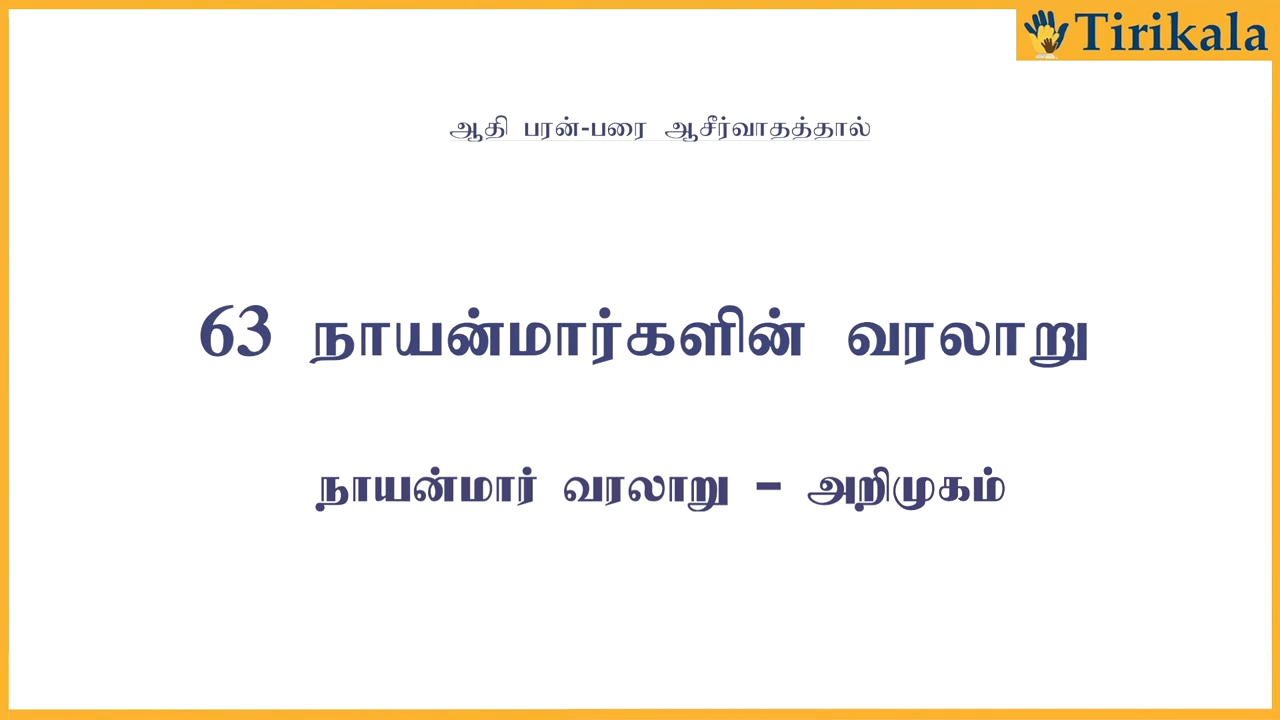 Tirikala
ஆதி பரன்-பரை ஆசீர்வாதத்தால்
63 நாயன்மார்களின் வரலாறு
நாயன்மார் வரலாறு – அறிமுகம்